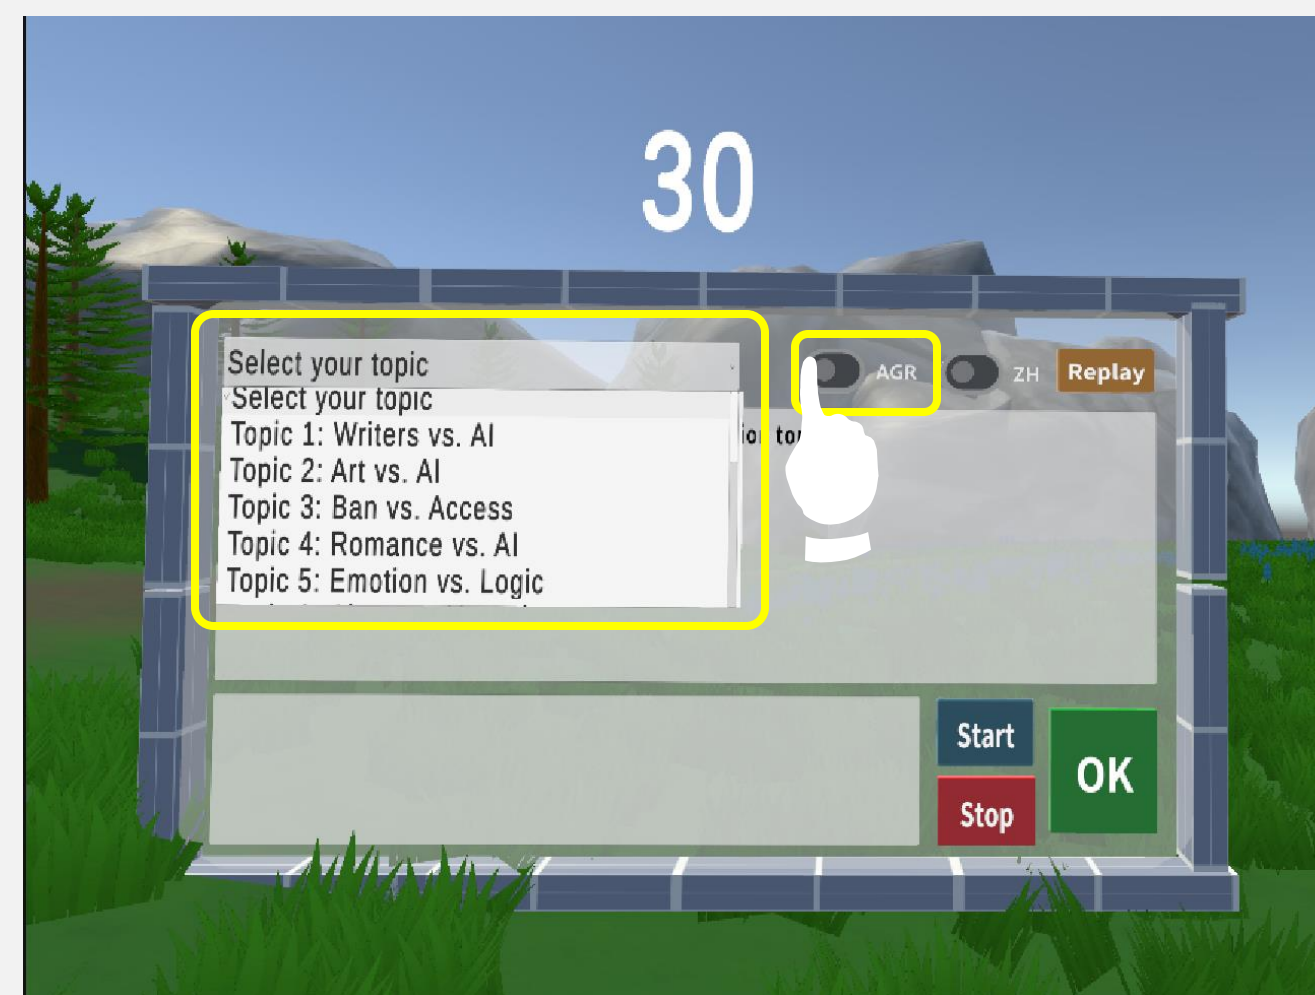 30
Select your topic
AGR
ZH
Replay
Select your topic
Topic 1: Writers vs. AI
Topic 2: Art vs. AI
Topic 3: Ban vs. Access
Topic 4: Romance vs. AI
Topic 5: Emotion vs. Logic
Start
Stop
OK